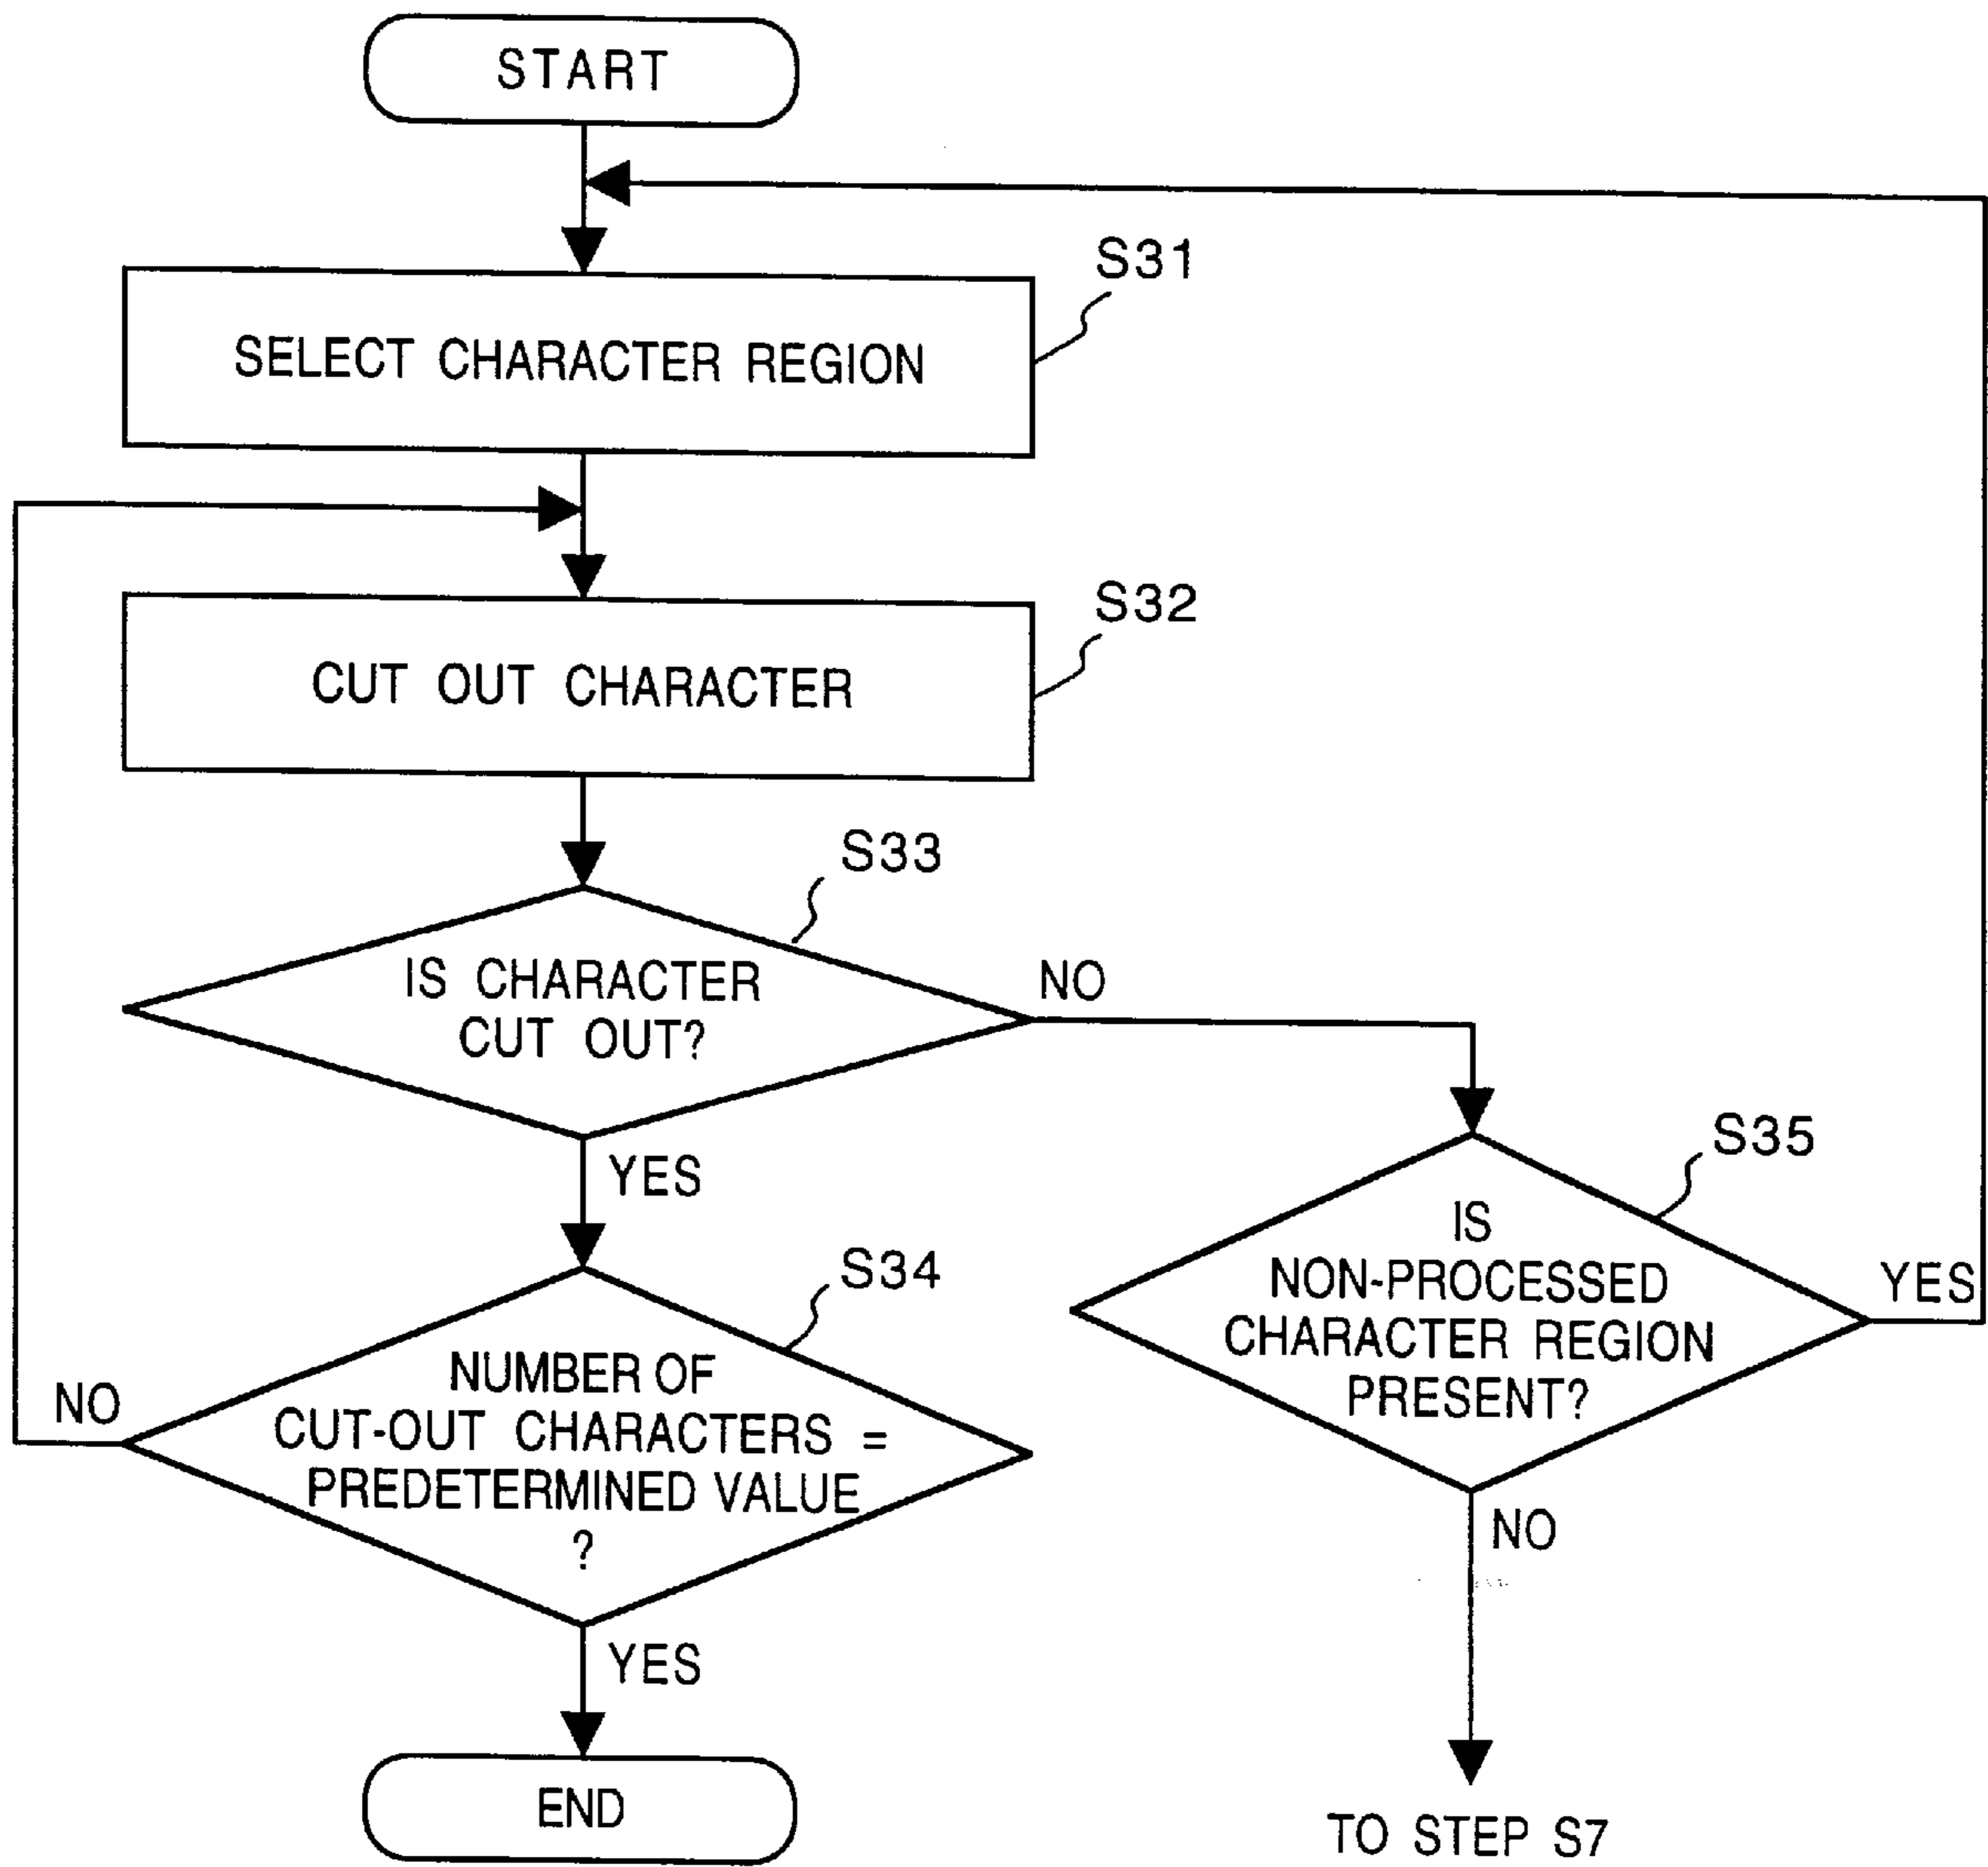 START
S31
SELECT CHARACTER REGION
S32
CUT OUT CHARACTER
S33
IS CHARACTER
CUT OUT?
NO
YES
S35
IS
NON-PROCESSED
CHARACTER REGION
PRESENT?
YES
NO
S34
NUMBER OF
CUT-OUT CHARACTERS =
PREDETERMINED VALUE
?
NO
YES
END
TO STEP S7